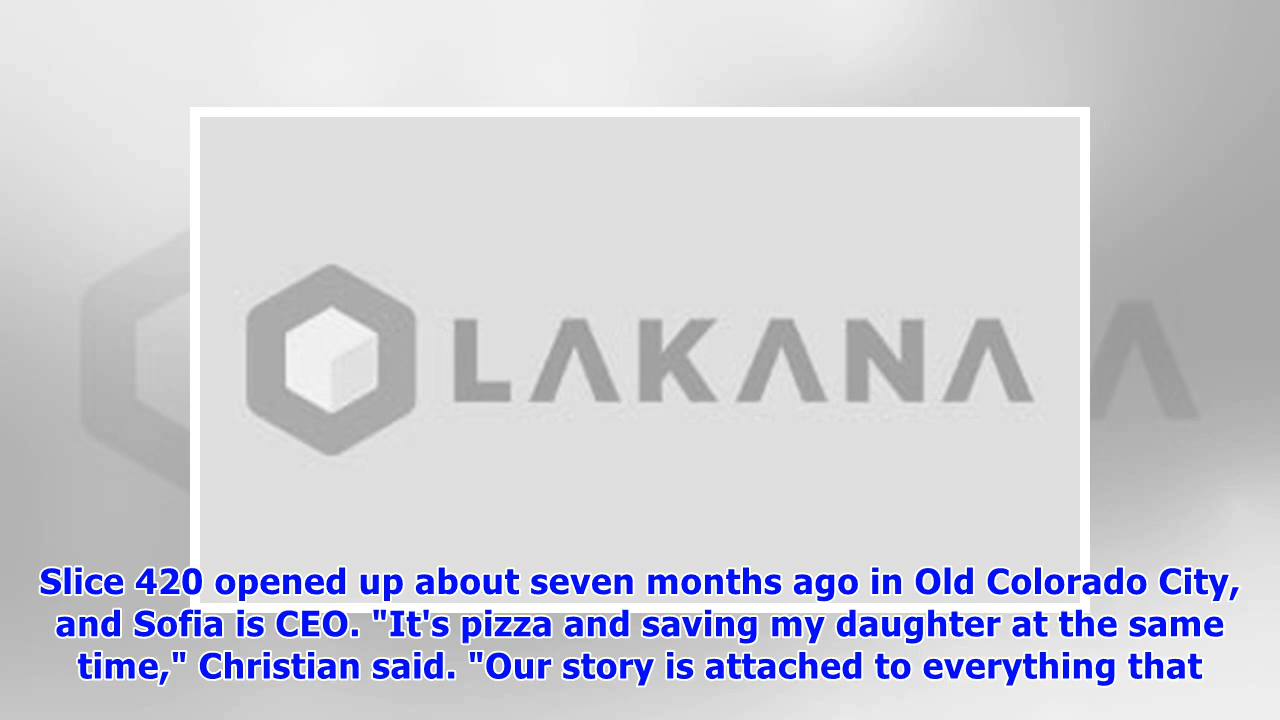 LAKANA
Slice 420 opened up about seven months ago in Old Colorado City,
and Sofia is CEO. "It's pizza and saving my daughter at the same
time," Christian said. "Our story is attached to everything that